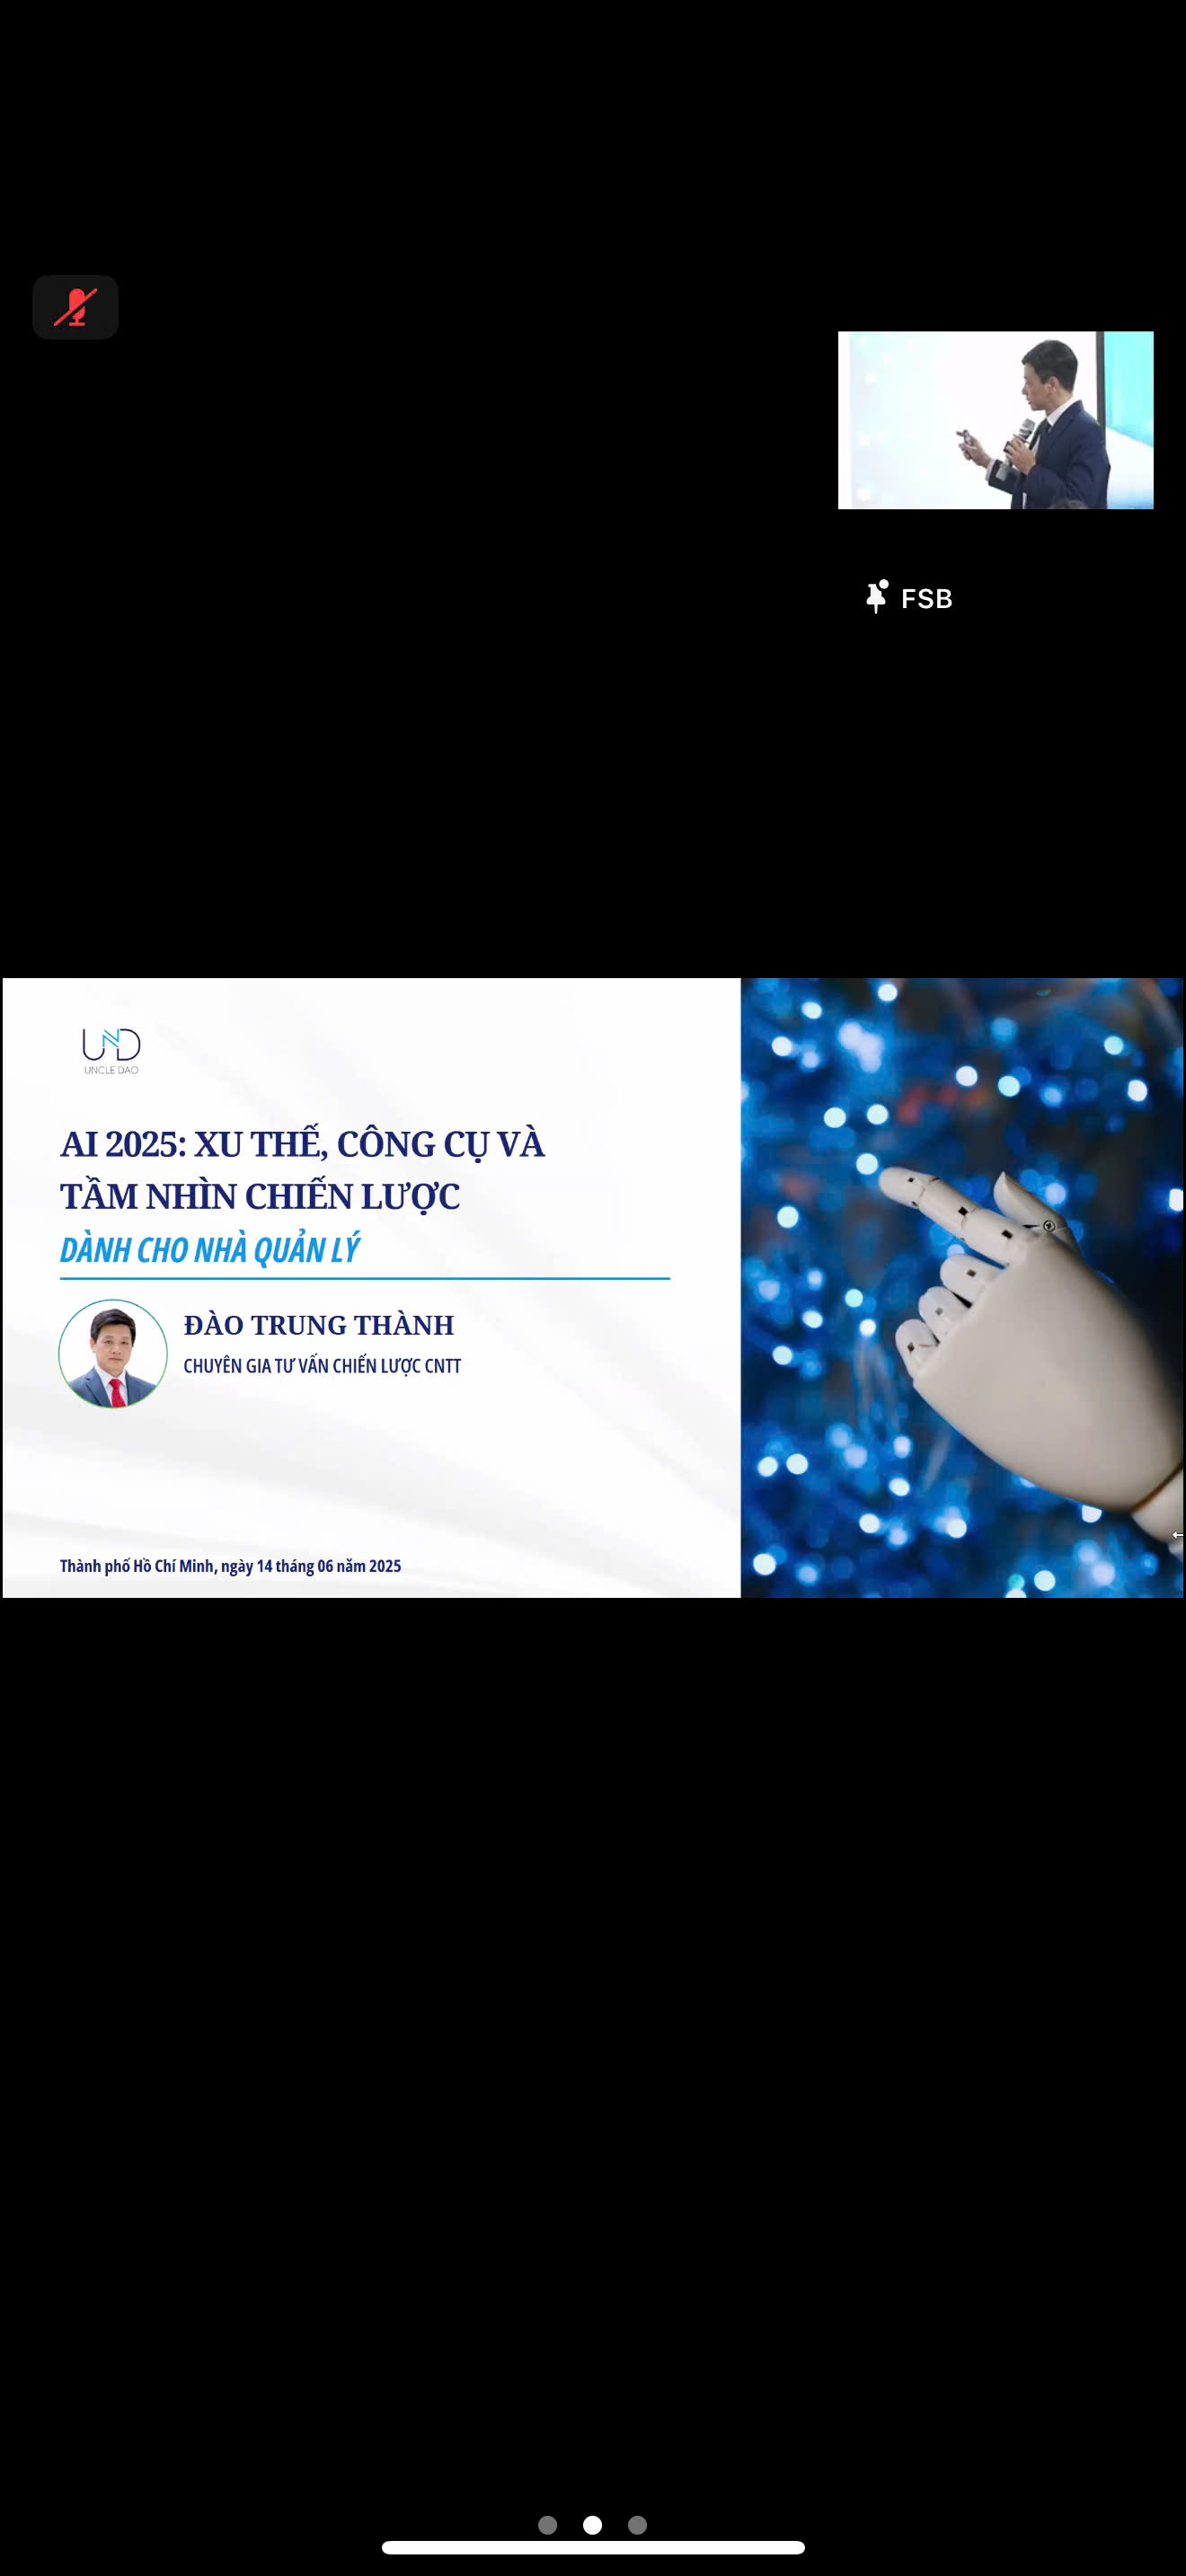 FSB
UND
UNCLE DAO
AI 2025: XU THẾ, CÔNG CỤ VÀ
TẦM NHÌN CHIẾN LƯỢC
DÀNH CHO NHÀ QUẢN LÝ
ĐÀO TRUNG THÀNH
CHUYÊN GIA TƯ VẤN CHIẾN LƯỢC CNTT
Thành phố Hồ Chí Minh, ngày 14 tháng 06 năm 2025